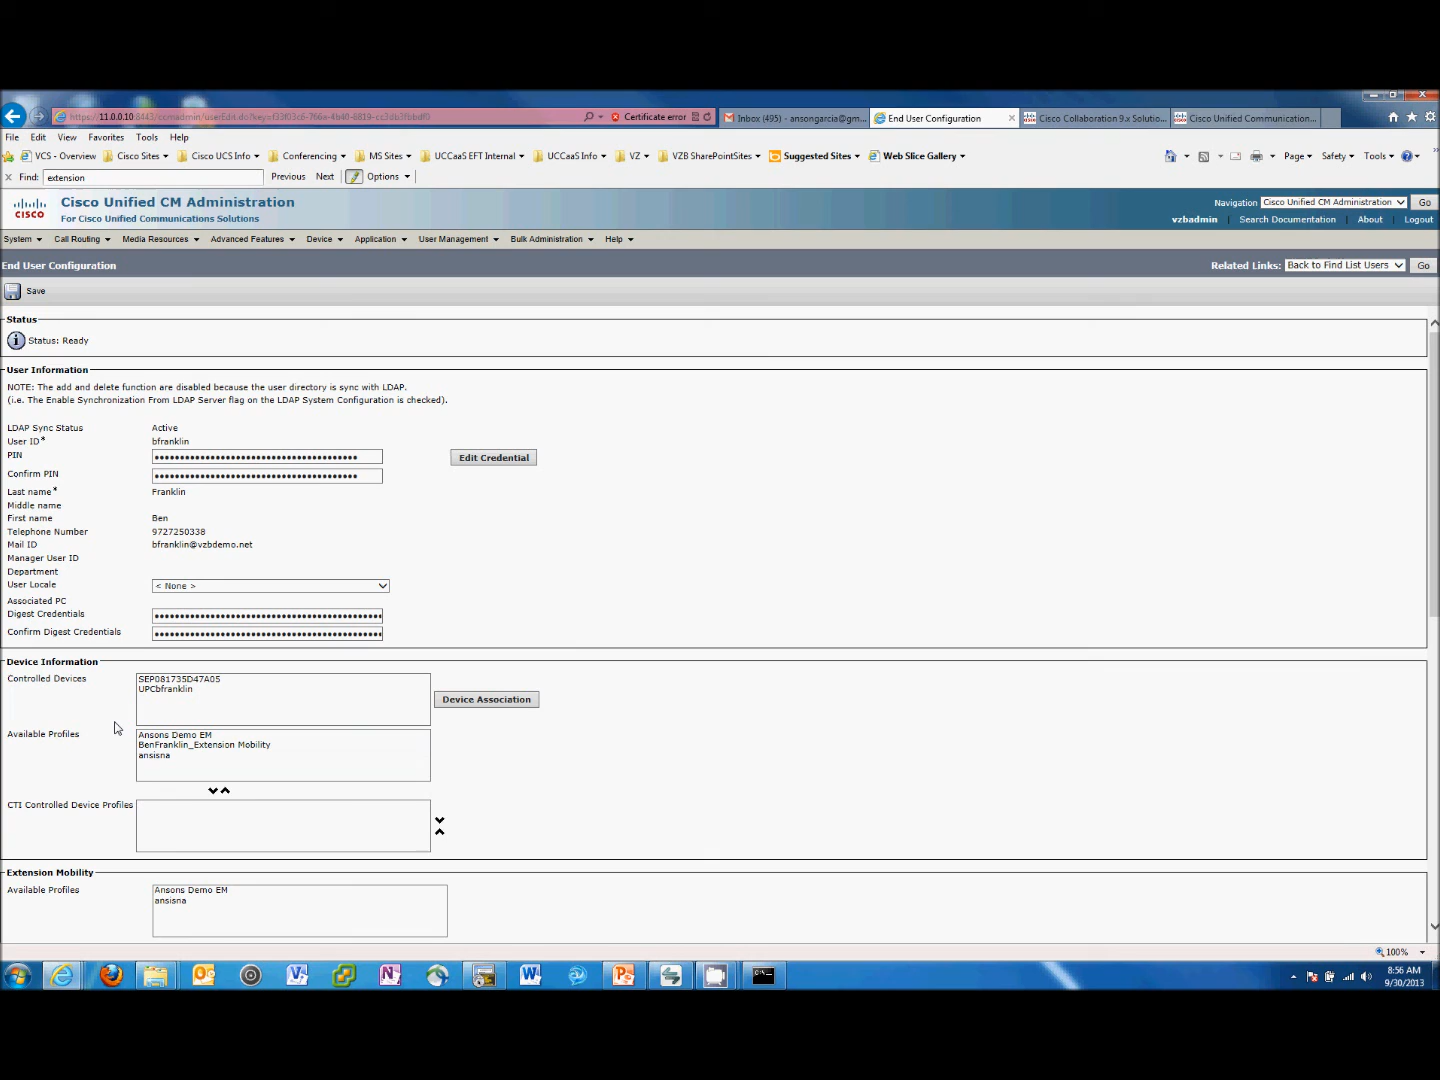 https://11.0.0.10:8443/ccmadmin/userEdit.do?key=f33f03c6-766e-4b40-8819-cc3db3fbbdf0
Certificate error
Inbox (495) - ansongarcia@gm...
End User Configuration
Cisco Collaboration 9.x Solutio...
Cisco Unified Communication...
File Edit View Favorites Tools Help
VCS - Overview
Cisco Sites
Cisco UCS Info
Conferencing
MS Sites
UCCaaS EFT Internal
UCCaaS Info
VZ
VZB SharePointSites
Suggested Sites
Web Slice Gallery
Page
Safety
Tools
x Find: extension Previous Next Options
CISCO
Cisco Unified CM Administration
For Cisco Unified Communications Solutions
Navigation Cisco Unified CM Administration Go
vzbadmin | Search Documentation | About | Logout
System Call Routing Media Resources Advanced Features Device Application User Management Bulk Administration Help
End User Configuration
Related Links: Back to Find List Users Go
Save
Status
Status: Ready
User Information
NOTE: The add and delete function are disabled because the user directory is sync with LDAP.
(i.e. The Enable Synchronization From LDAP Server flag on the LDAP System Configuration is checked).
LDAP Sync Status Active
User ID* bfranklin
PIN
Edit Credential
Confirm PIN
Last name* Franklin
Middle name
First name Ben
Telephone Number 9727250338
Mail ID bfranklin@vzbdemo.net
Manager User ID
Department
User Locale < None >
Associated PC
Digest Credentials
Confirm Digest Credentials
Device Information
Controlled Devices
SEP081735D47A05
UPCbfranklin
Device Association
Available Profiles
Ansons Demo EM
BenFranklin_Extension Mobility
ansisna
CTI Controlled Device Profiles
Extension Mobility
Available Profiles
Ansons Demo EM
ansisna
100%
8:56 AM
9/30/2013